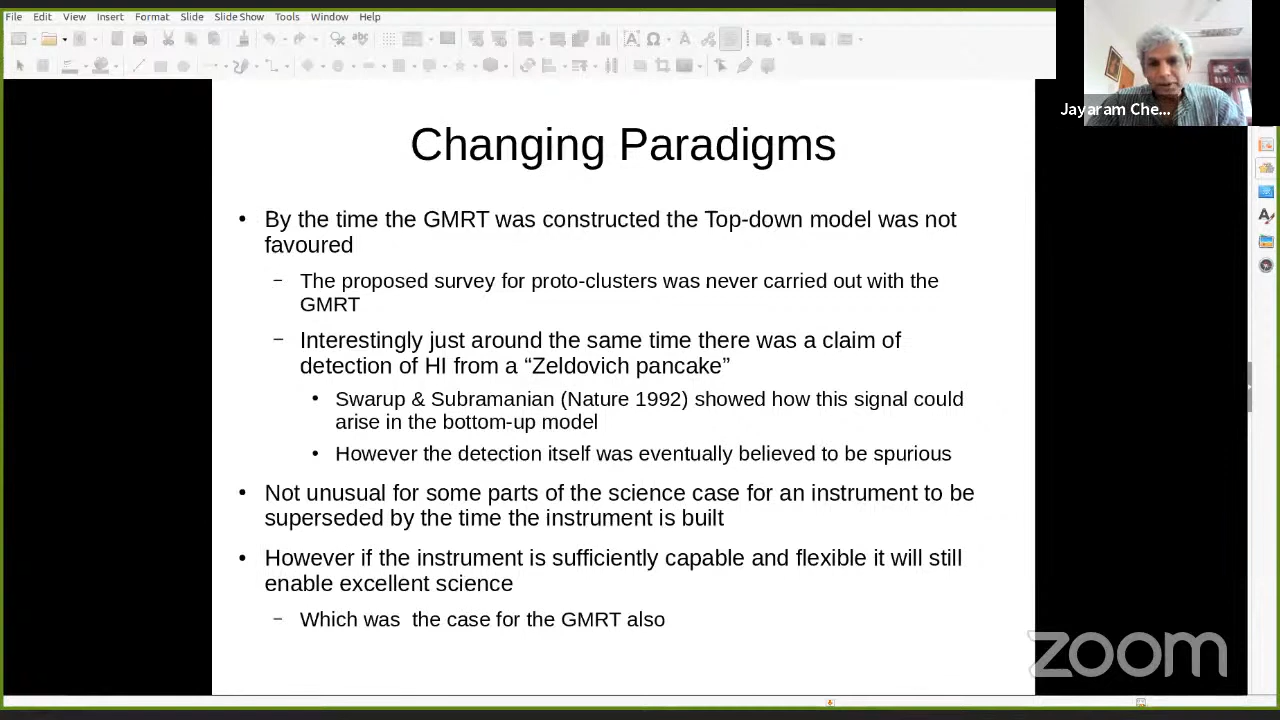 File Edit View Insert Format Slide Slide Show Tools Window Help
Jayaram Che...
Changing Paradigms
• By the time the GMRT was constructed the Top-down model was not
favoured
– The proposed survey for proto-clusters was never carried out with the
GMRT
– Interestingly just around the same time there was a claim of
detection of HI from a “Zeldovich pancake”
• Swarup & Subramanian (Nature 1992) showed how this signal could
arise in the bottom-up model
• However the detection itself was eventually believed to be spurious
• Not unusual for some parts of the science case for an instrument to be
superseded by the time the instrument is built
• However if the instrument is sufficiently capable and flexible it will still
enable excellent science
– Which was  the case for the GMRT also
zoom